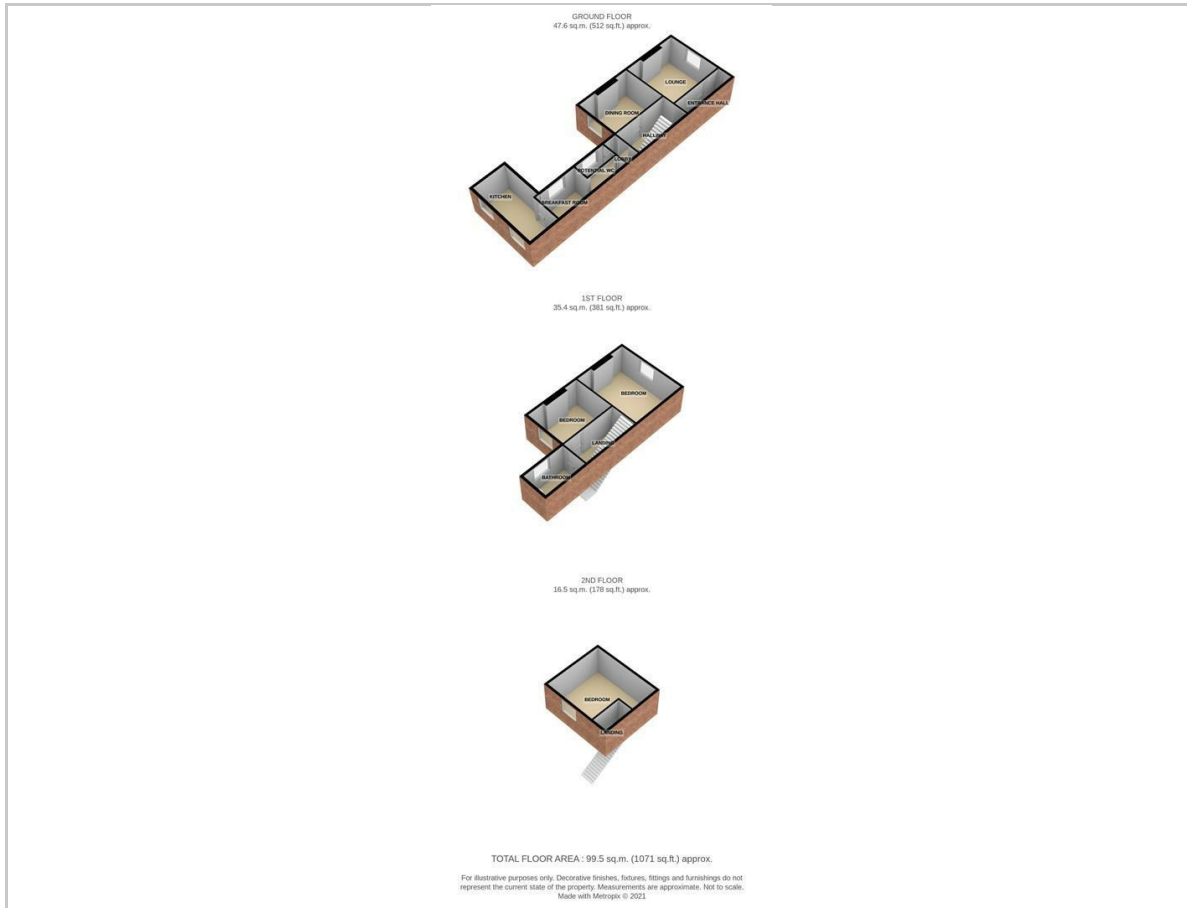 GROUND FLOOR
47.6 sq.m. (512 sq.ft.) approx.
LOUNGE
ENTRANCE HALL
DINING ROOM
HALLWAY
LOBBY
POTENTIAL WC
KITCHEN
BREAKFAST ROOM
1ST FLOOR
35.4 sq.m. (381 sq.ft.) approx.
BEDROOM
BEDROOM
LANDING
BATHROOM
2ND FLOOR
16.5 sq.m. (178 sq.ft.) approx.
BEDROOM
LANDING
TOTAL FLOOR AREA : 99.5 sq.m. (1071 sq.ft.) approx.
For illustrative purposes only. Decorative finishes, fixtures, fittings and furnishings do not
represent the current state of the property. Measurements are approximate. Not to scale.
Made with Metropix © 2021